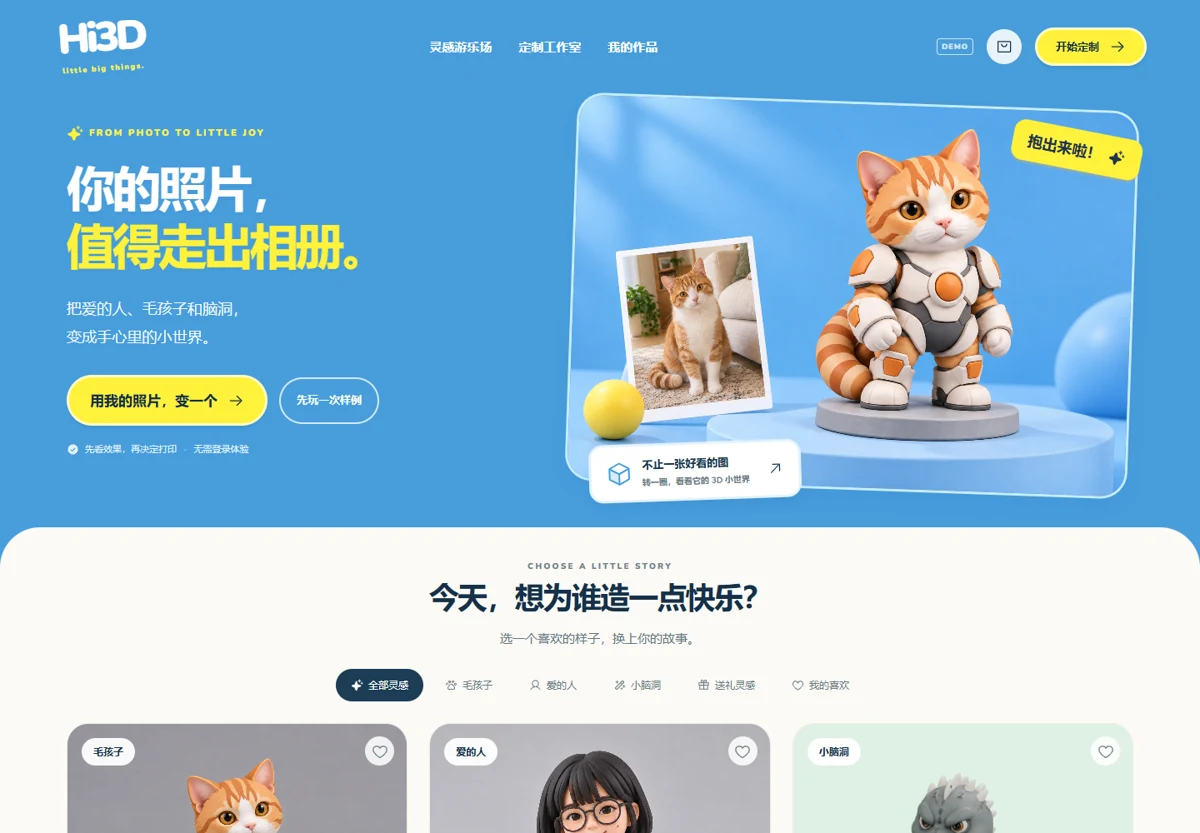 Hi3D
little big things.
灵感游乐场
定制工作室
我的作品
DEMO
开始定制
FROM PHOTO TO LITTLE JOY
你的照片，
值得走出相册。
把爱的人、毛孩子和脑洞，
变成手心里的小世界。
用我的照片，变一个
先玩一次样例
先看效果，再决定打印 · 无需登录体验
抱出来啦！
不止一张好看的图
转一圈，看看它的 3D 小世界
CHOOSE A LITTLE STORY
今天，想为谁造一点快乐？
选一个喜欢的样子，换上你的故事。
全部灵感
毛孩子
爱的人
小脑洞
送礼灵感
我的喜欢
毛孩子
爱的人
小脑洞